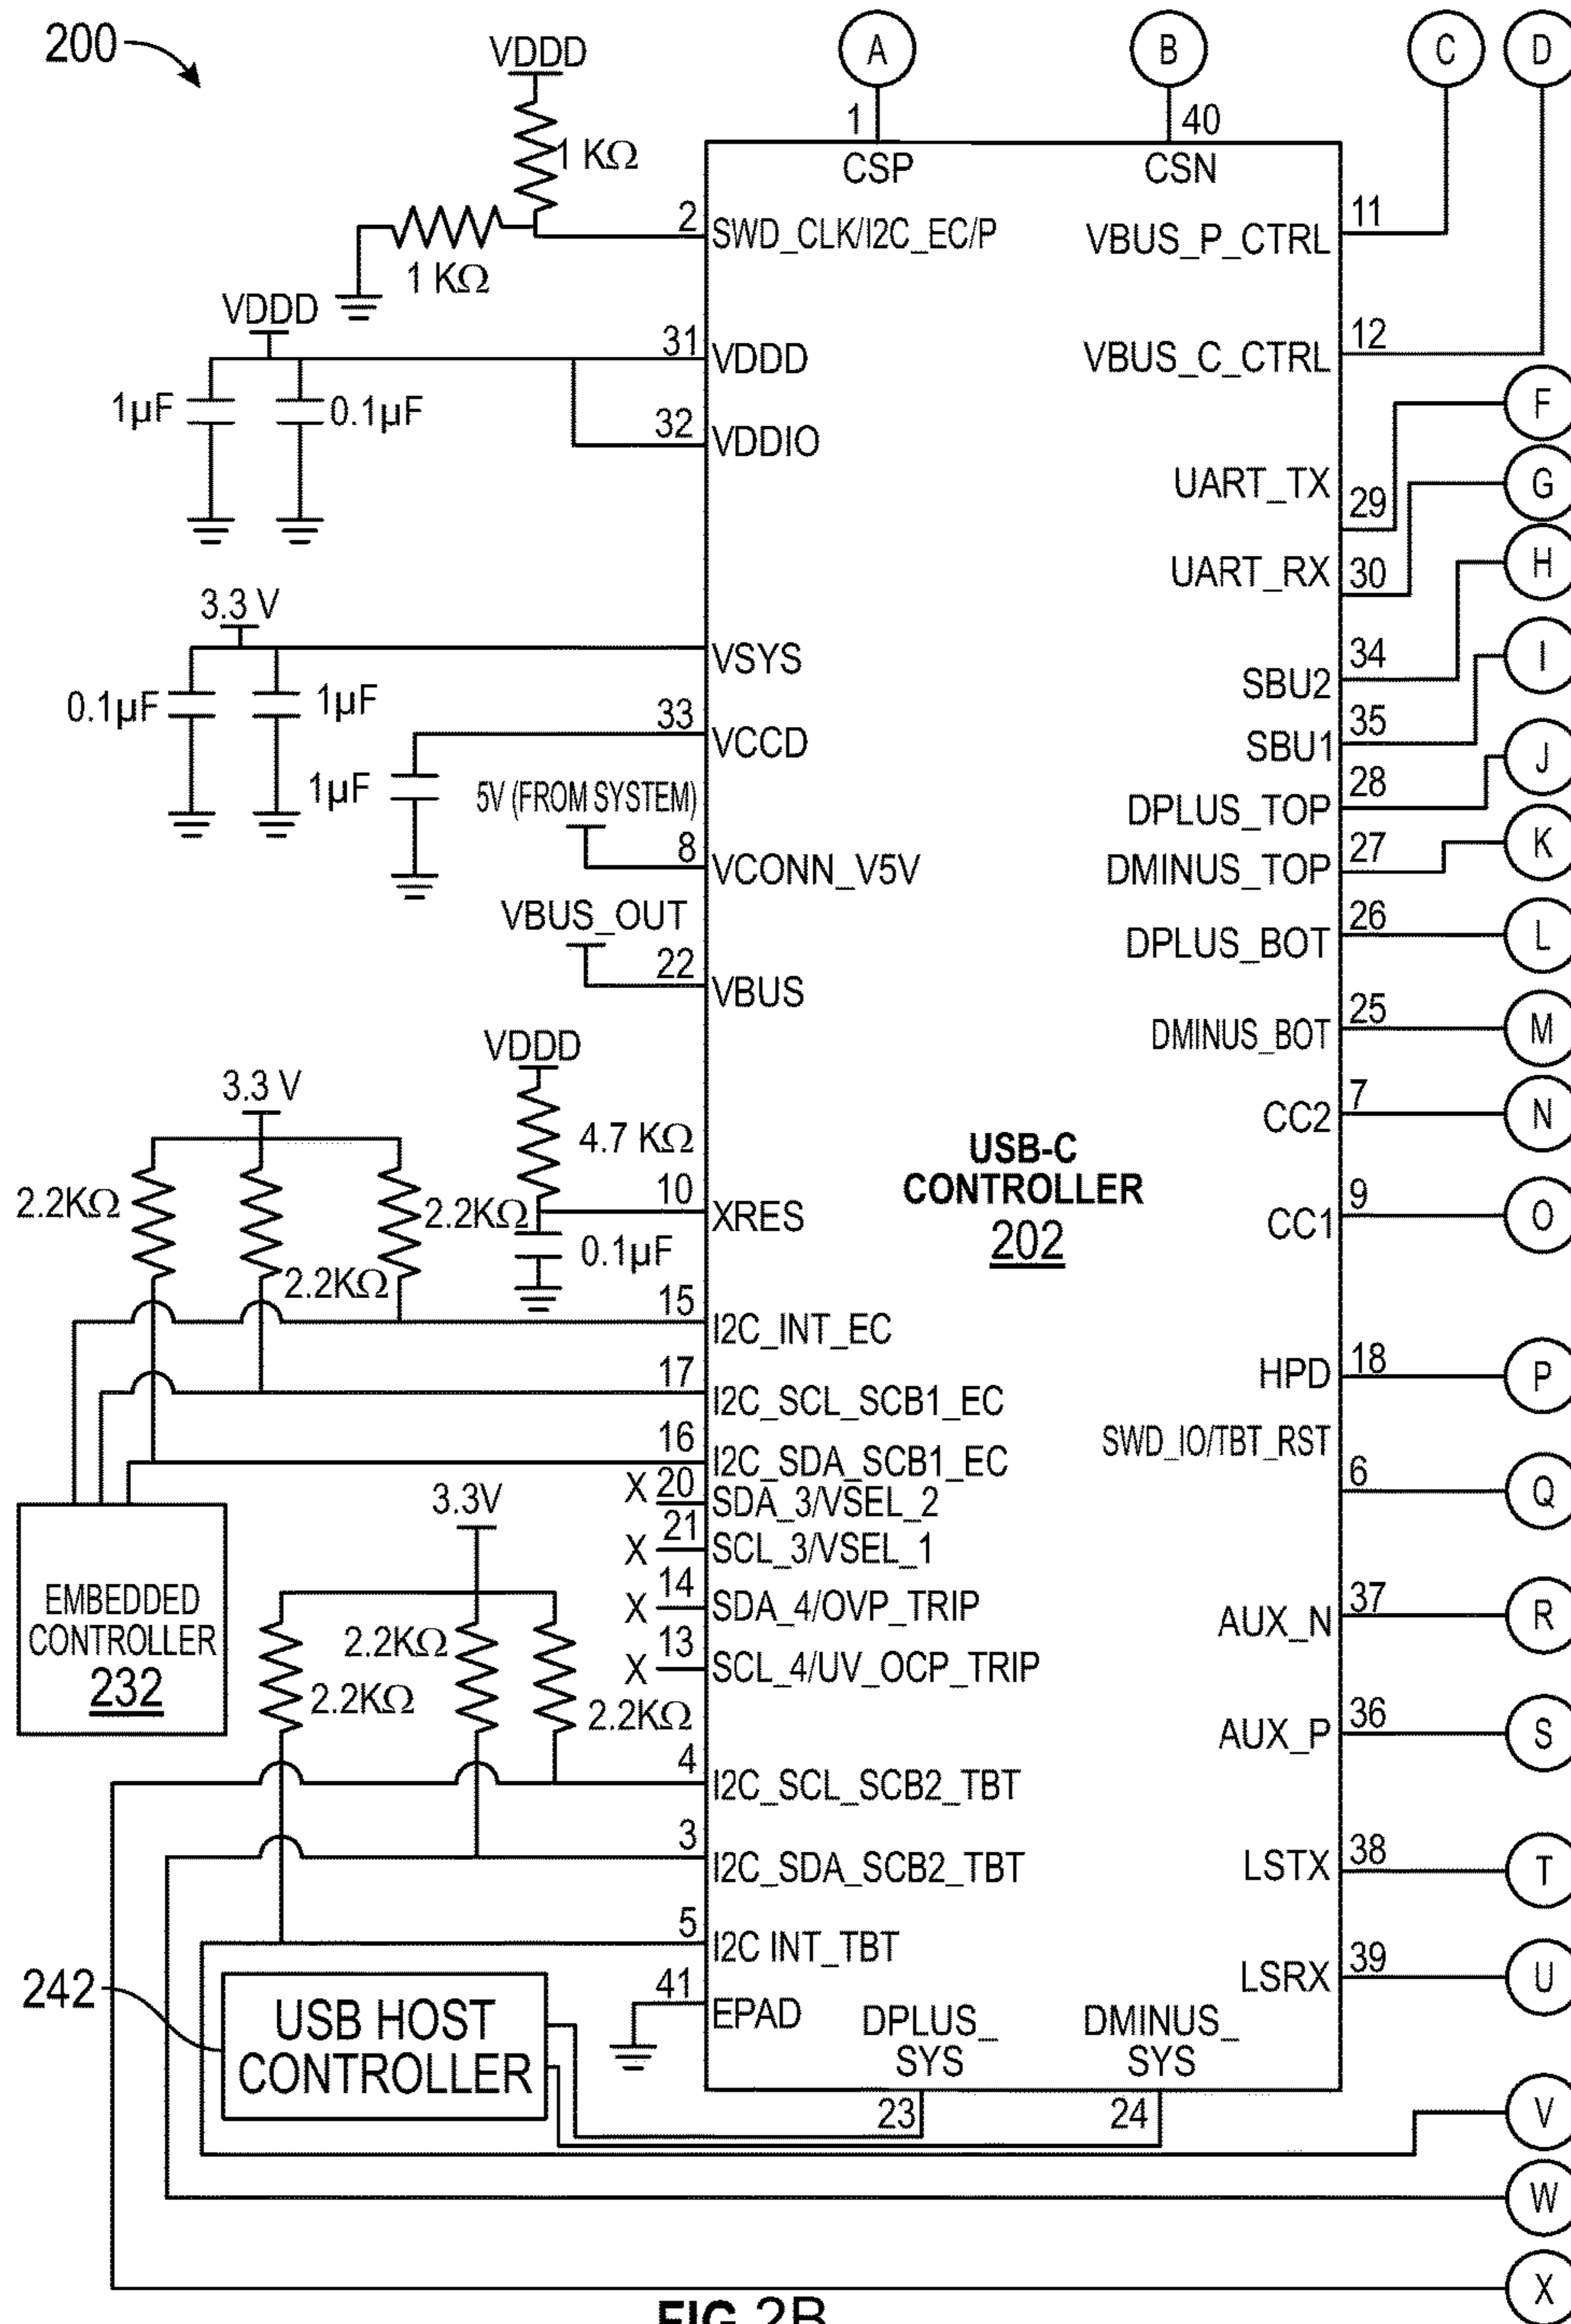 200
VDDD
A
B
C
D
1
40
1 KΩ
CSP
CSN
2
SWD_CLK/I2C_EC/P
VBUS_P_CTRL
11
1 KΩ
VDDD
31
VDDD
VBUS_C_CTRL
12
1µF
0.1µF
F
32
VDDIO
UART_TX
29
G
UART_RX
30
H
3.3 V
VSYS
34
I
0.1µF
1µF
33
SBU2
35
VCCD
SBU1
J
1µF
5V (FROM SYSTEM)
28
DPLUS_TOP
8
VCONN_V5V
DMINUS_TOP
27
K
VBUS_OUT
26
DPLUS_BOT
L
22
VBUS
25
DMINUS_BOT
M
VDDD
3.3 V
7
CC2
N
4.7 KΩ
USB-C
CONTROLLER
202
2.2KΩ
2.2KΩ
10
XRES
9
CC1
O
0.1µF
2.2KΩ
15
I2C_INT_EC
17
I2C_SCL_SCB1_EC
HPD
18
P
16
I2C_SDA_SCB1_EC
SWD_IO/TBT_RST
6
Q
X 20
SDA_3/VSEL_2
3.3V
21
X
SCL_3/VSEL_1
14
X
SDA_4/OVP_TRIP
EMBEDDED
CONTROLLER
232
AUX_N
37
R
13
X
SCL_4/UV_OCP_TRIP
2.2KΩ
2.2KΩ
2.2KΩ
AUX_P
36
S
4
I2C_SCL_SCB2_TBT
3
I2C_SDA_SCB2_TBT
LSTX
38
T
5
I2C INT_TBT
LSRX
39
U
242
41
EPAD
USB HOST
CONTROLLER
DPLUS_
SYS
DMINUS_
SYS
23
24
V
W
X
FIG.2B